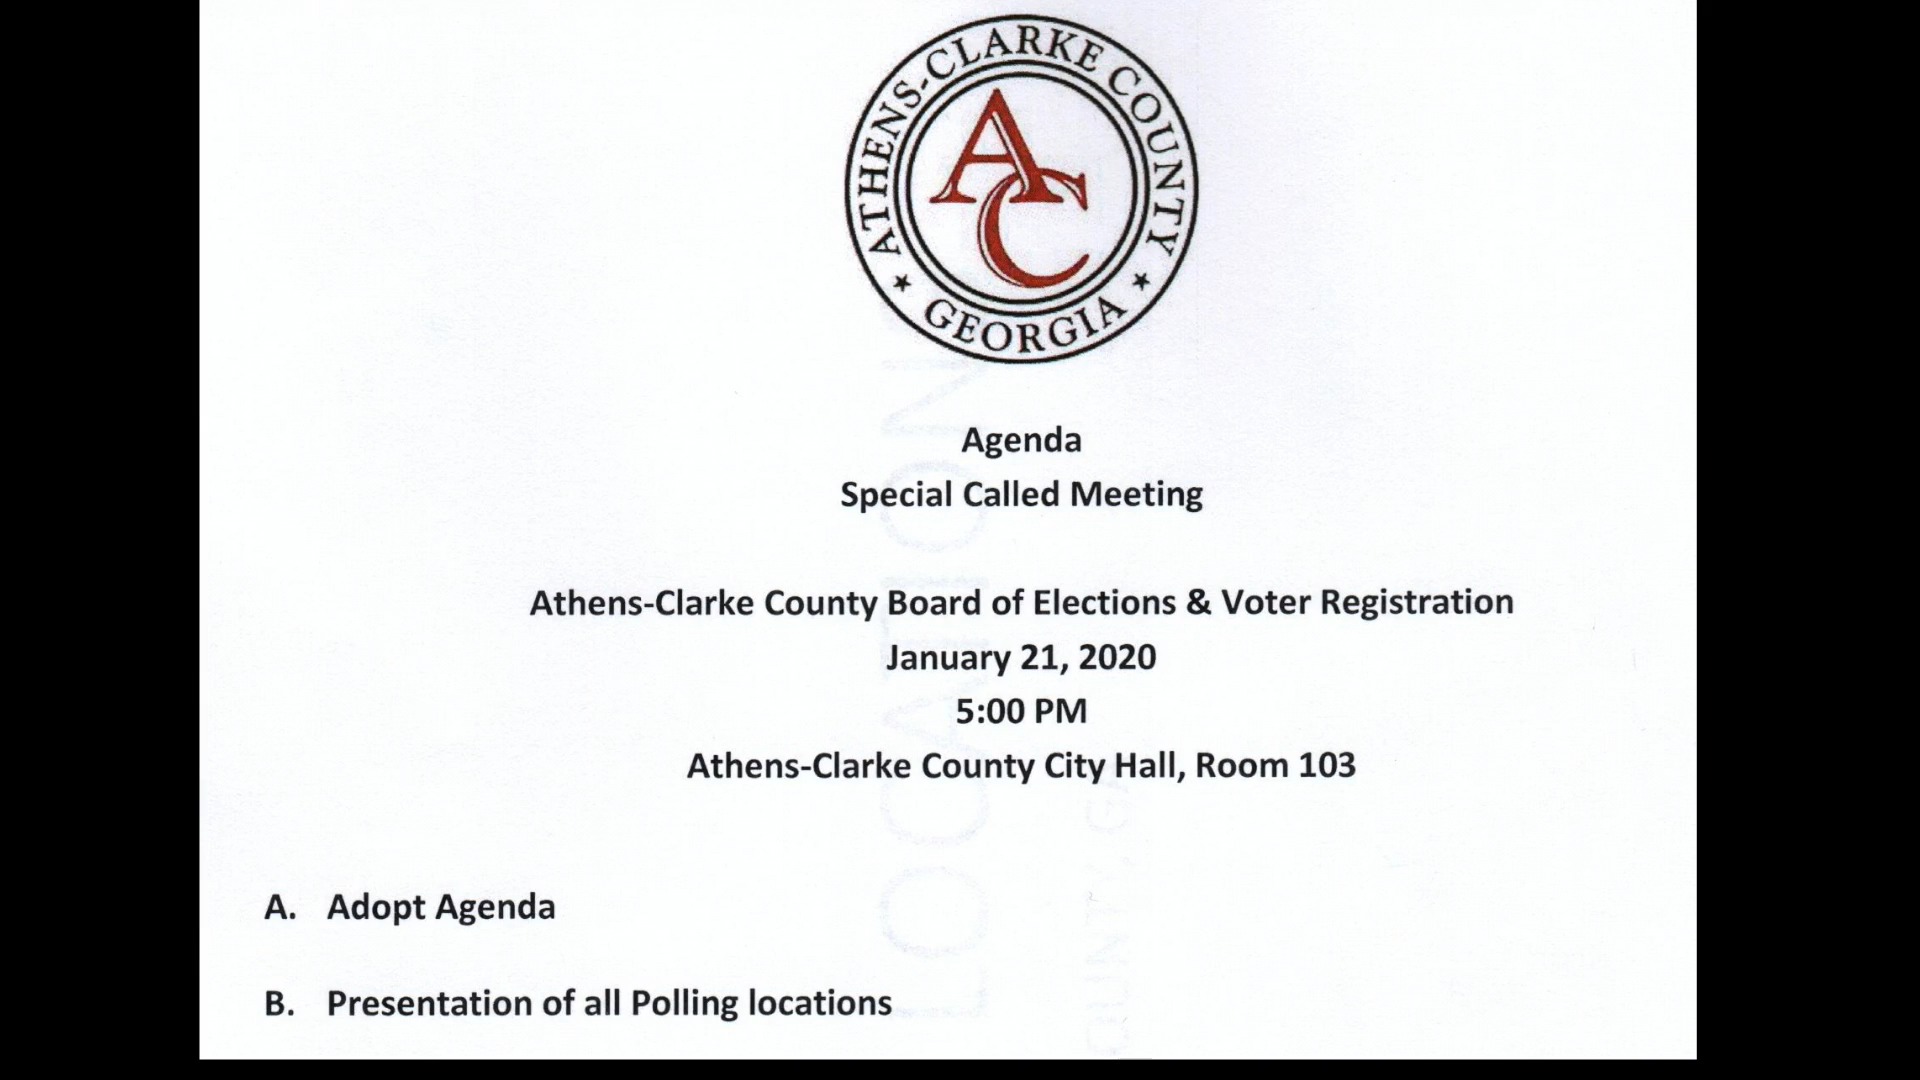 ATHENS-CLARKE COUNTY
AC
★ GEORGIA ★
Agenda
Special Called Meeting
Athens-Clarke County Board of Elections & Voter Registration
January 21, 2020
5:00 PM
Athens-Clarke County City Hall, Room 103
A. Adopt Agenda
B. Presentation of all Polling locations